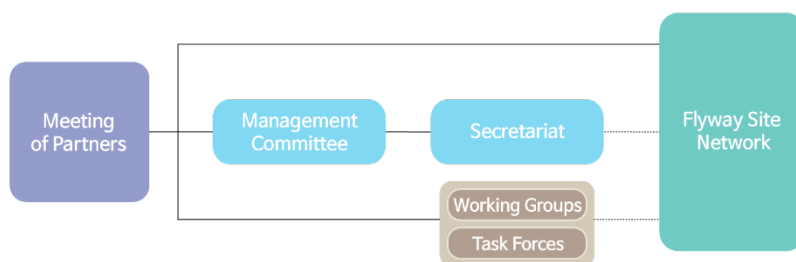 Meeting
of Partners
Management
Committee
Secretariat
Working Groups
Task Forces
Flyway Site
Network